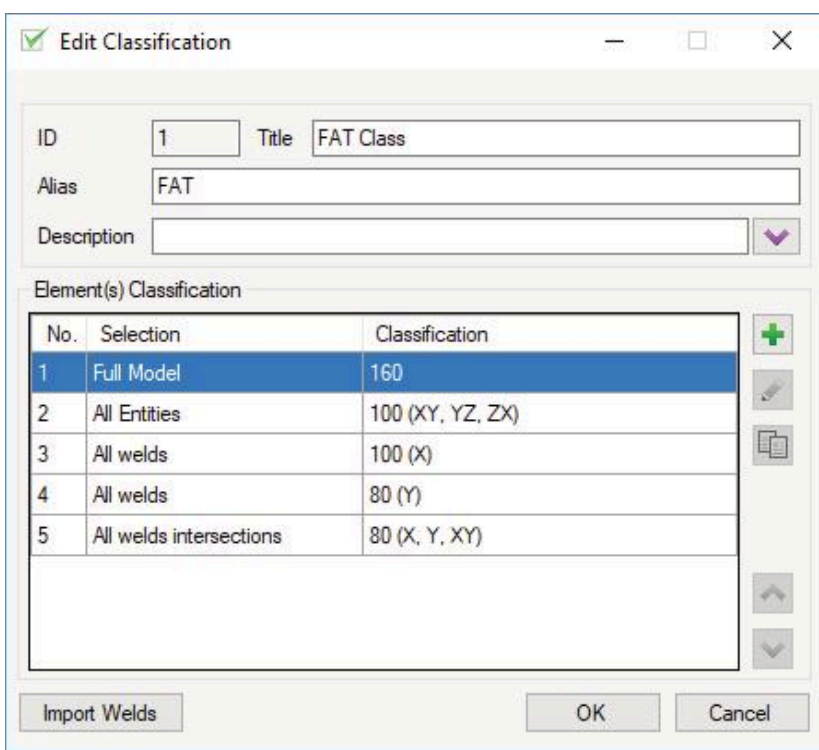 Edit Classification
ID 1 Title FAT Class
Alias FAT
Description
Element(s) Classification
No. Selection Classification
1 Full Model 160
2 All Entities 100 (XY, YZ, ZX)
3 All welds 100 (X)
4 All welds 80 (Y)
5 All welds intersections 80 (X, Y, XY)
Import Welds OK Cancel